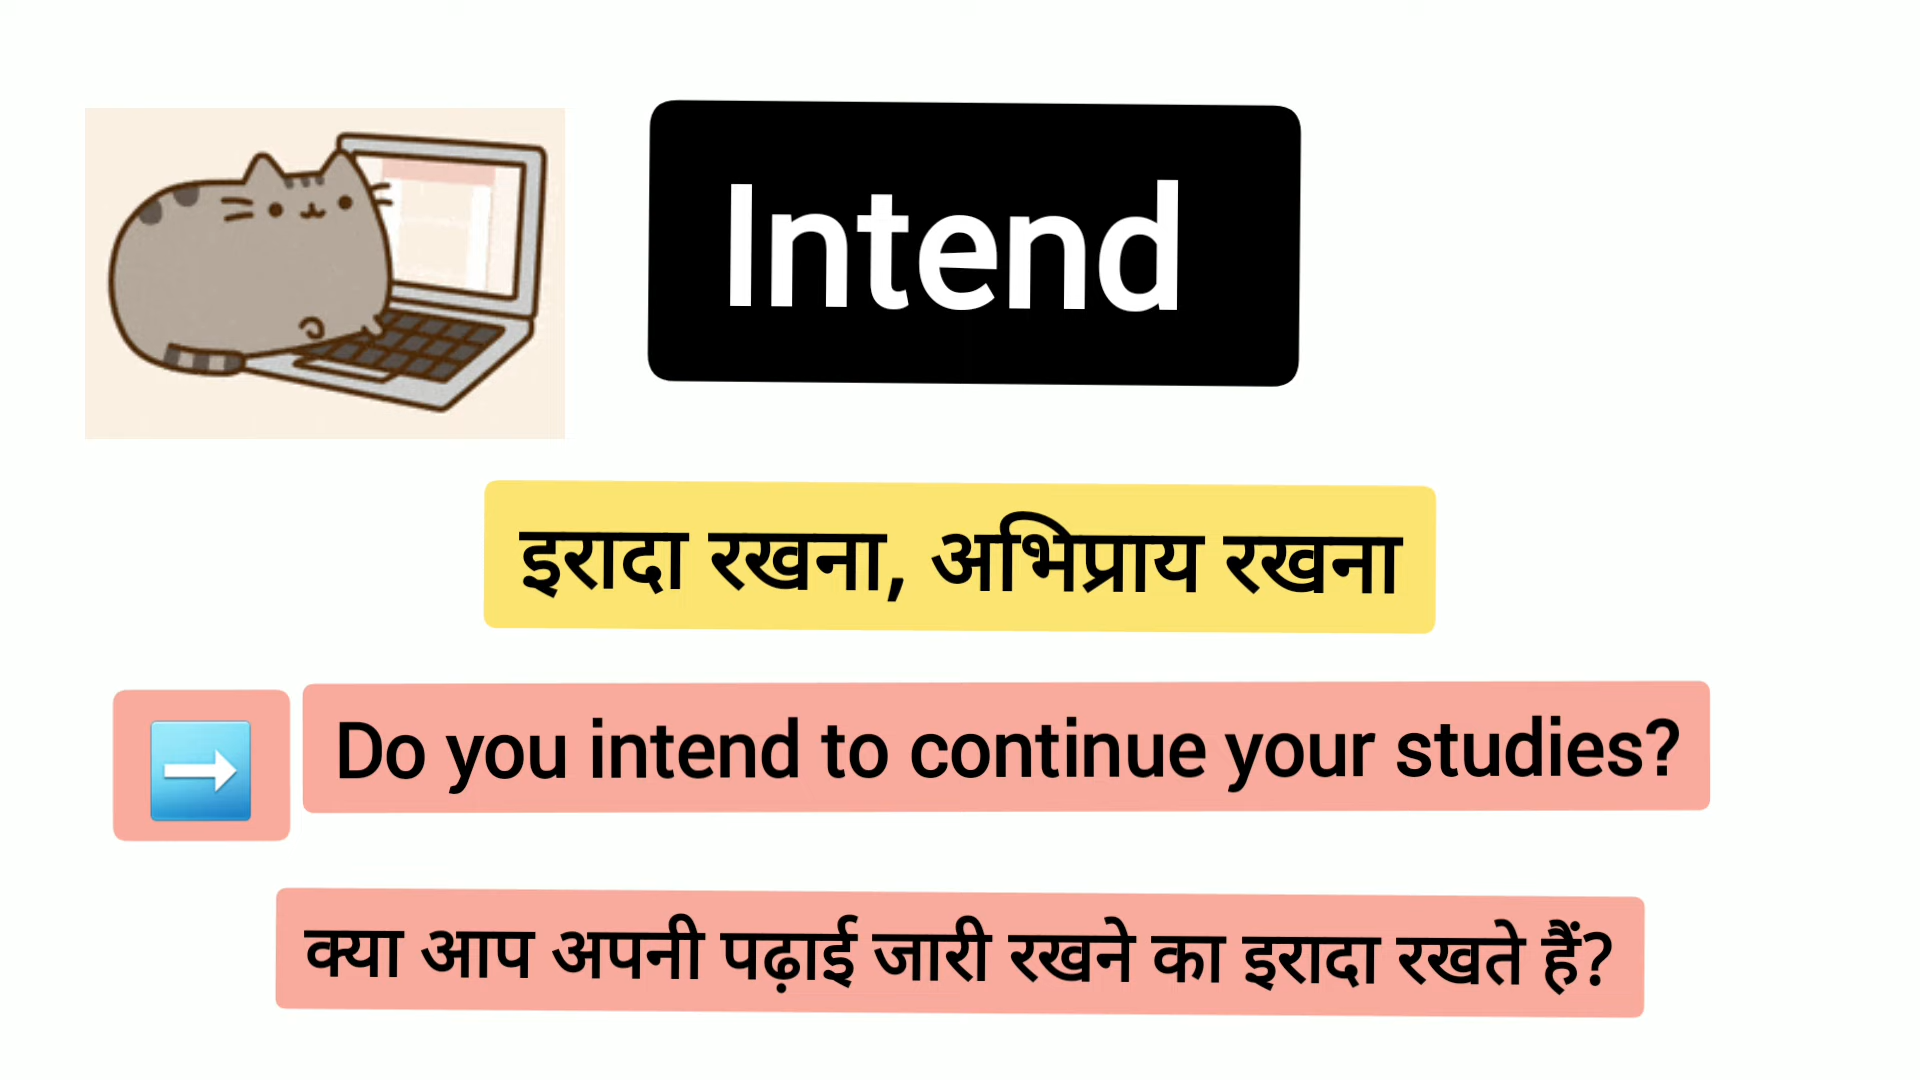 Intend
इरादा रखना, अभिप्राय रखना
Do you intend to continue your studies?
क्या आप अपनी पढ़ाई जारी रखने का इरादा रखते हैं?